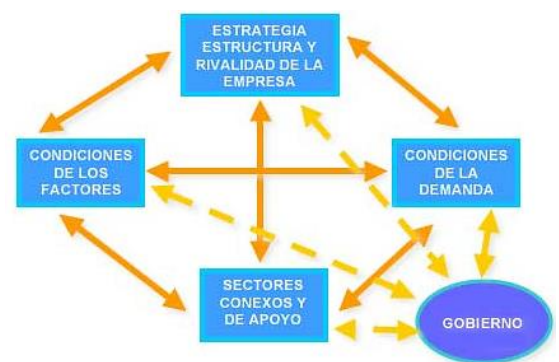 ESTRATEGIA
ESTRUCTURA Y
RIVALIDAD DE LA
EMPRESA
CONDICIONES
DE LOS
FACTORES
CONDICIONES
DE LA
DEMANDA
SECTORES
CONEXOS Y
DE APOYO
GOBIERNO